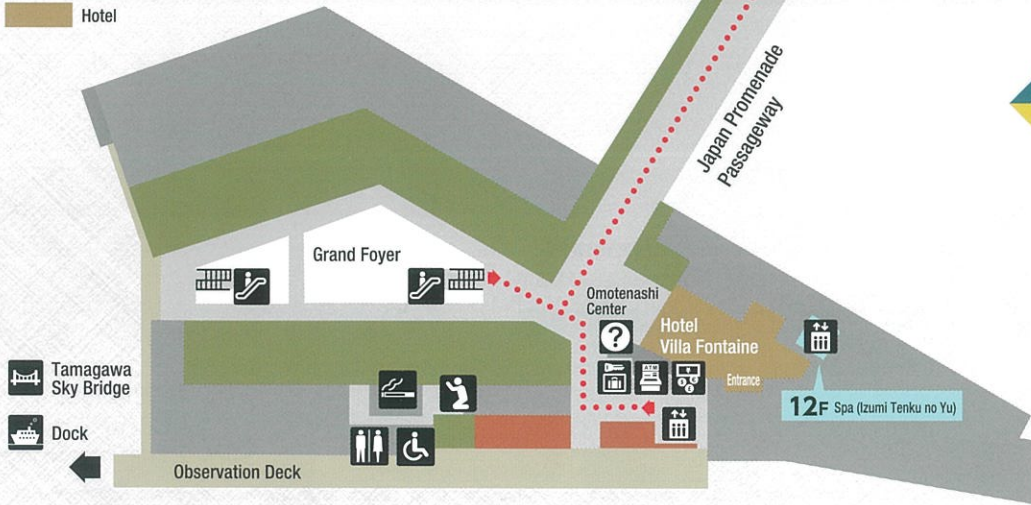 Hotel
Japan Promenade
Passageway
Grand Foyer
Omotenashi
Center
?
Hotel
Villa Fontaine
Entrance
ATM
Tamagawa
Sky Bridge
12F Spa (Izumi Tenku no Yu)
Dock
Observation Deck